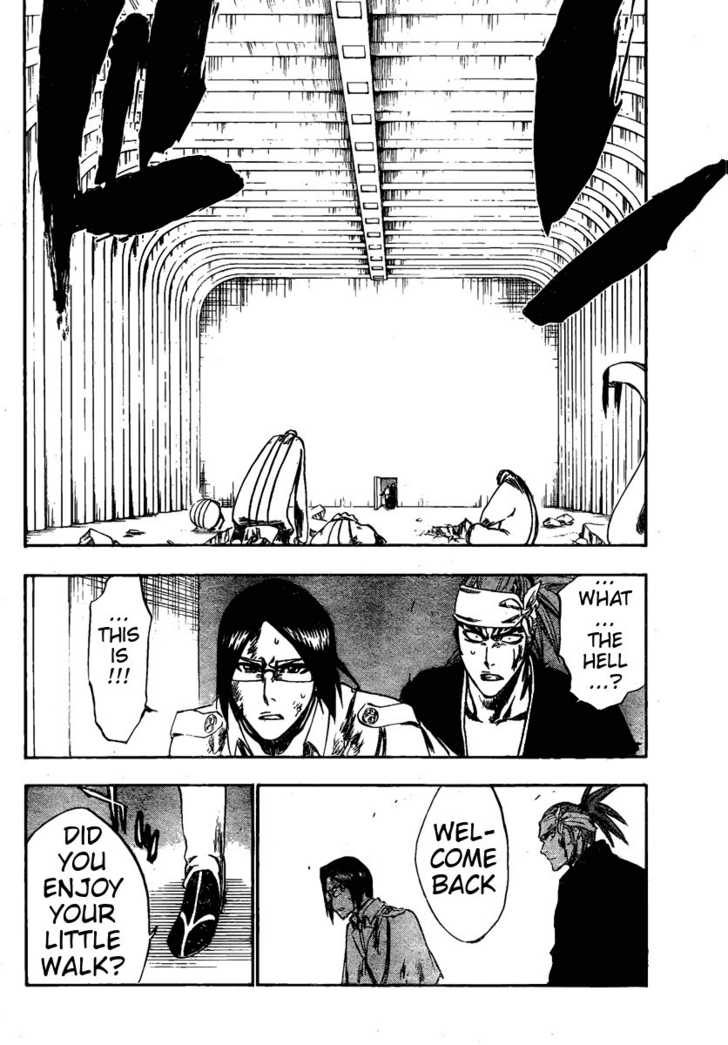 ...
WHAT
...
THE
HELL
...?
...
THIS
IS
!!!
WEL-
COME
BACK
DID
YOU
ENJOY
YOUR
LITTLE
WALK?